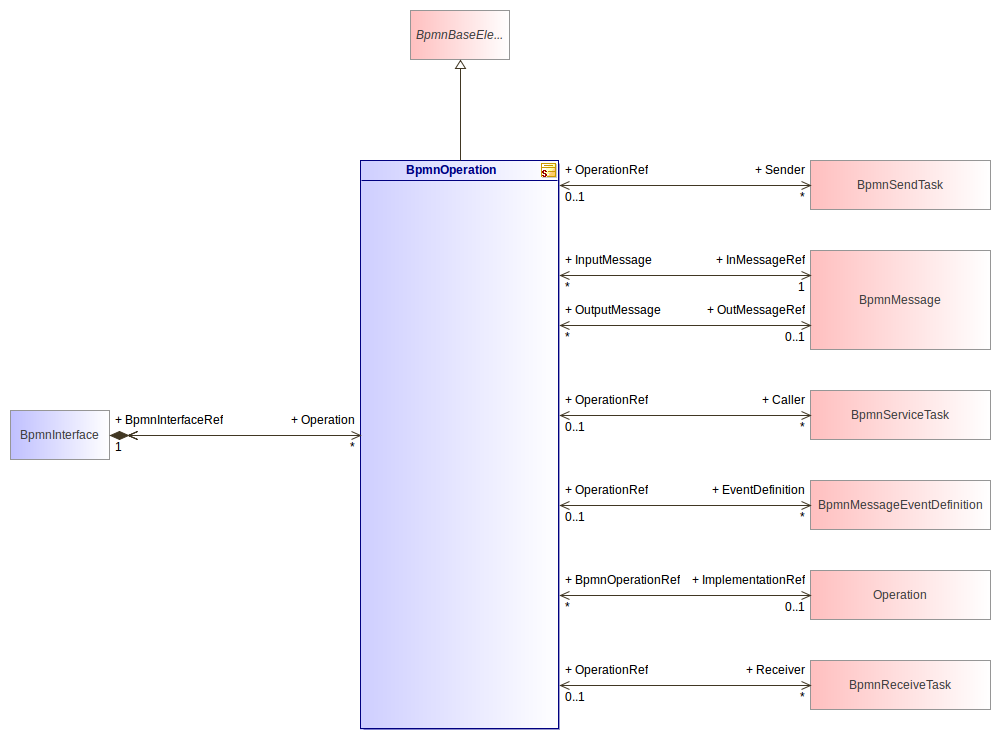 BpmnBaseEle...
BpmnOperation
+ OperationRef + Sender
0..1 *
BpmnSendTask
+ InputMessage + InMessageRef
* 1
BpmnMessage
+ OutputMessage + OutMessageRef
* 0..1
+ OperationRef + Caller
0..1 *
BpmnServiceTask
BpmnInterface
+ BpmnInterfaceRef + Operation
1 *
+ OperationRef + EventDefinition
0..1 *
BpmnMessageEventDefinition
+ BpmnOperationRef + ImplementationRef
* 0..1
Operation
+ OperationRef + Receiver
0..1 *
BpmnReceiveTask